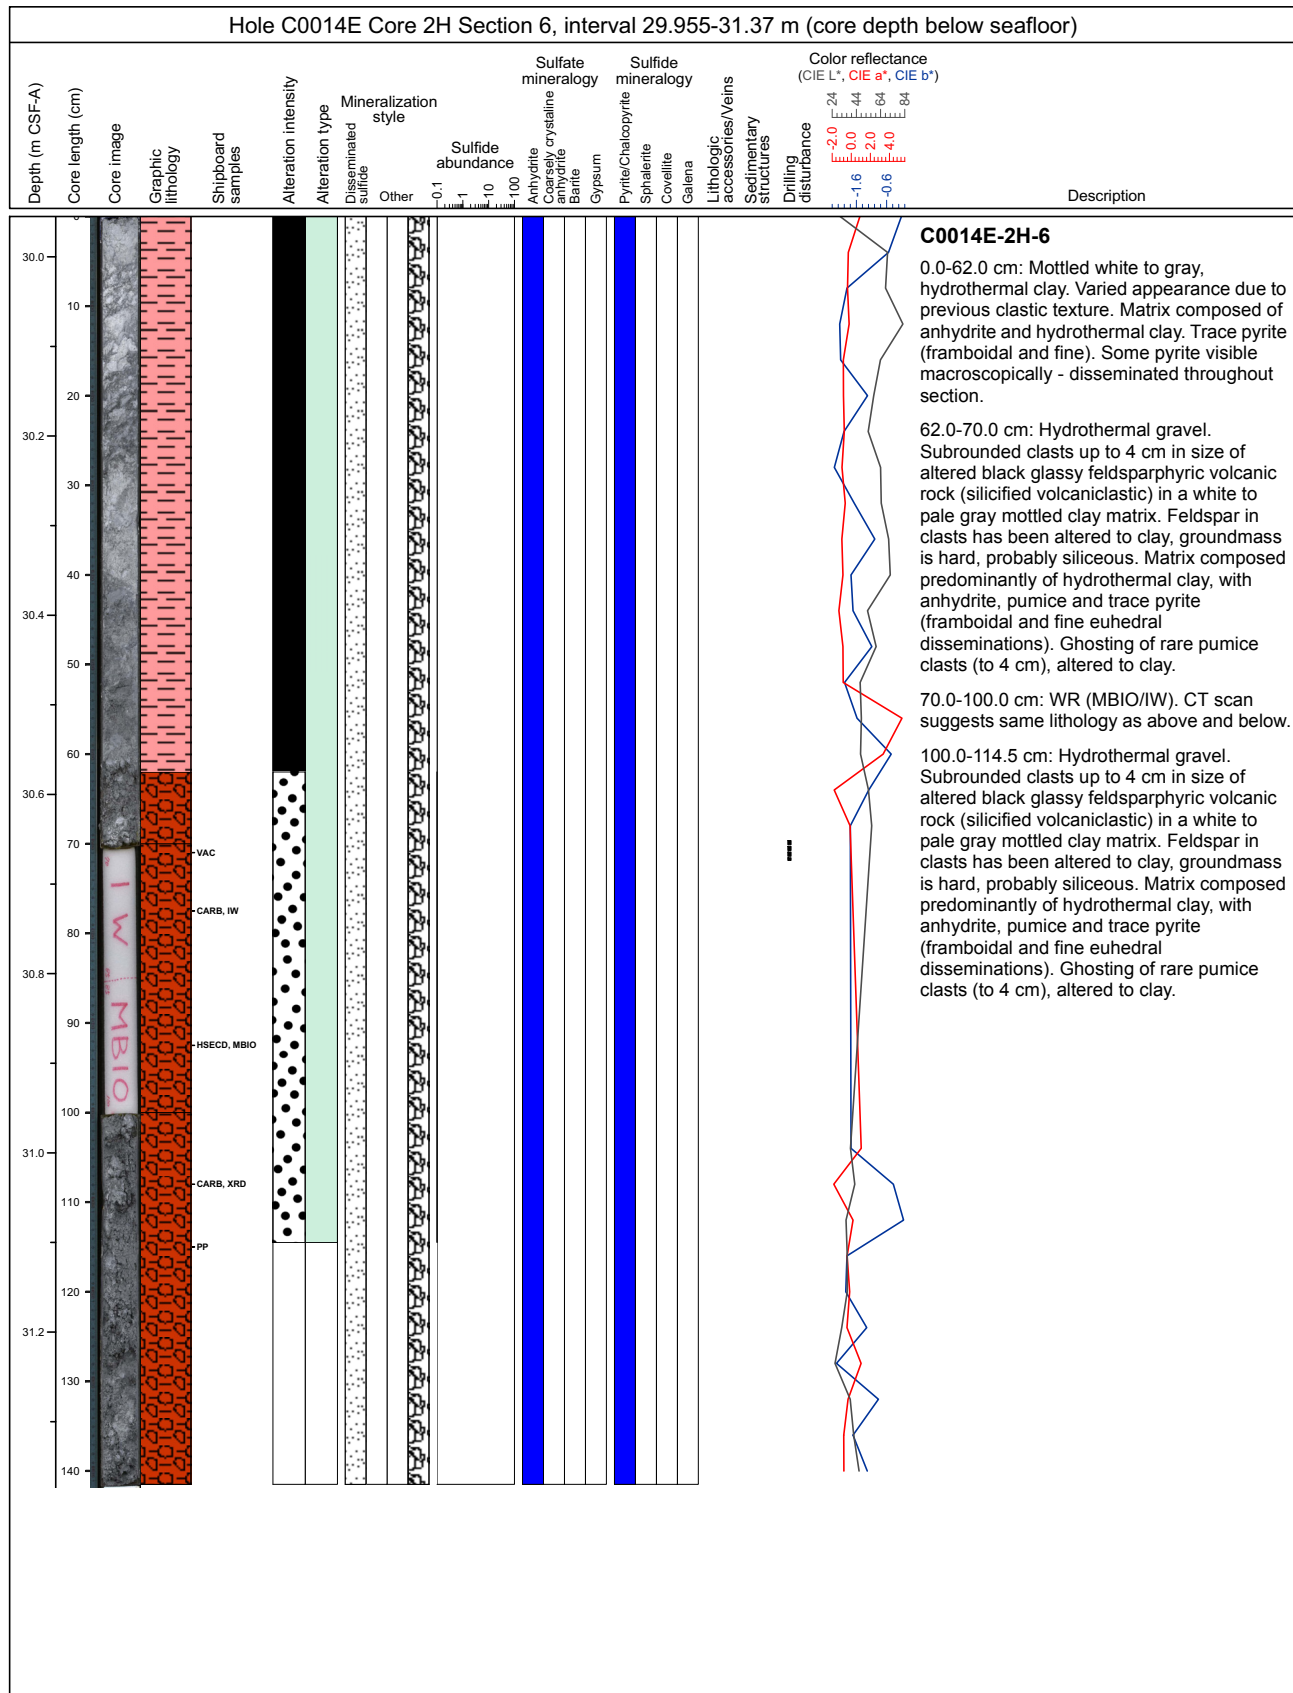 Hole C0014E Core 2H Section 6, interval 29.955-31.37 m (core depth below seafloor)
Depth (m CSF-A)
Core length (cm)
Core image
Graphic
lithology
Shipboard
samples
Alteration intensity
Alteration type
Mineralization
style
Disseminated
sulfide
Other
Sulfide
abundance
0.1
1
10
100
Sulfate
mineralogy
Anhydrite
Coarsely crystaline
anhydrite
Barite
Gypsum
Sulfide
mineralogy
Pyrite/Chalcopyrite
Sphalerite
Covellite
Galena
Lithologic
accessories/Veins
Sedimentary
structures
Drilling
disturbance
Color reflectance
(CIE L*, CIE a*, CIE b*)
24
44
64
84
-2.0
0.0
2.0
4.0
-1.6
-0.6
Description
30.0
30.2
30.4
30.6
30.8
31.0
31.2
0
10
20
30
40
50
60
70
80
90
100
110
120
130
140
I W
MBIO
VAC
CARB, IW
HSECD, MBIO
CARB, XRD
PP
C0014E-2H-6
0.0-62.0 cm: Mottled white to gray,
hydrothermal clay. Varied appearance due to
previous clastic texture. Matrix composed of
anhydrite and hydrothermal clay. Trace pyrite
(framboidal and fine). Some pyrite visible
macroscopically - disseminated throughout
section.
62.0-70.0 cm: Hydrothermal gravel.
Subrounded clasts up to 4 cm in size of
altered black glassy feldsparphyric volcanic
rock (silicified volcaniclastic) in a white to
pale gray mottled clay matrix. Feldspar in
clasts has been altered to clay, groundmass
is hard, probably siliceous. Matrix composed
predominantly of hydrothermal clay, with
anhydrite, pumice and trace pyrite
(framboidal and fine euhedral
disseminations). Ghosting of rare pumice
clasts (to 4 cm), altered to clay.
70.0-100.0 cm: WR (MBIO/IW). CT scan
suggests same lithology as above and below.
100.0-114.5 cm: Hydrothermal gravel.
Subrounded clasts up to 4 cm in size of
altered black glassy feldsparphyric volcanic
rock (silicified volcaniclastic) in a white to
pale gray mottled clay matrix. Feldspar in
clasts has been altered to clay, groundmass
is hard, probably siliceous. Matrix composed
predominantly of hydrothermal clay, with
anhydrite, pumice and trace pyrite
(framboidal and fine euhedral
disseminations). Ghosting of rare pumice
clasts (to 4 cm), altered to clay.